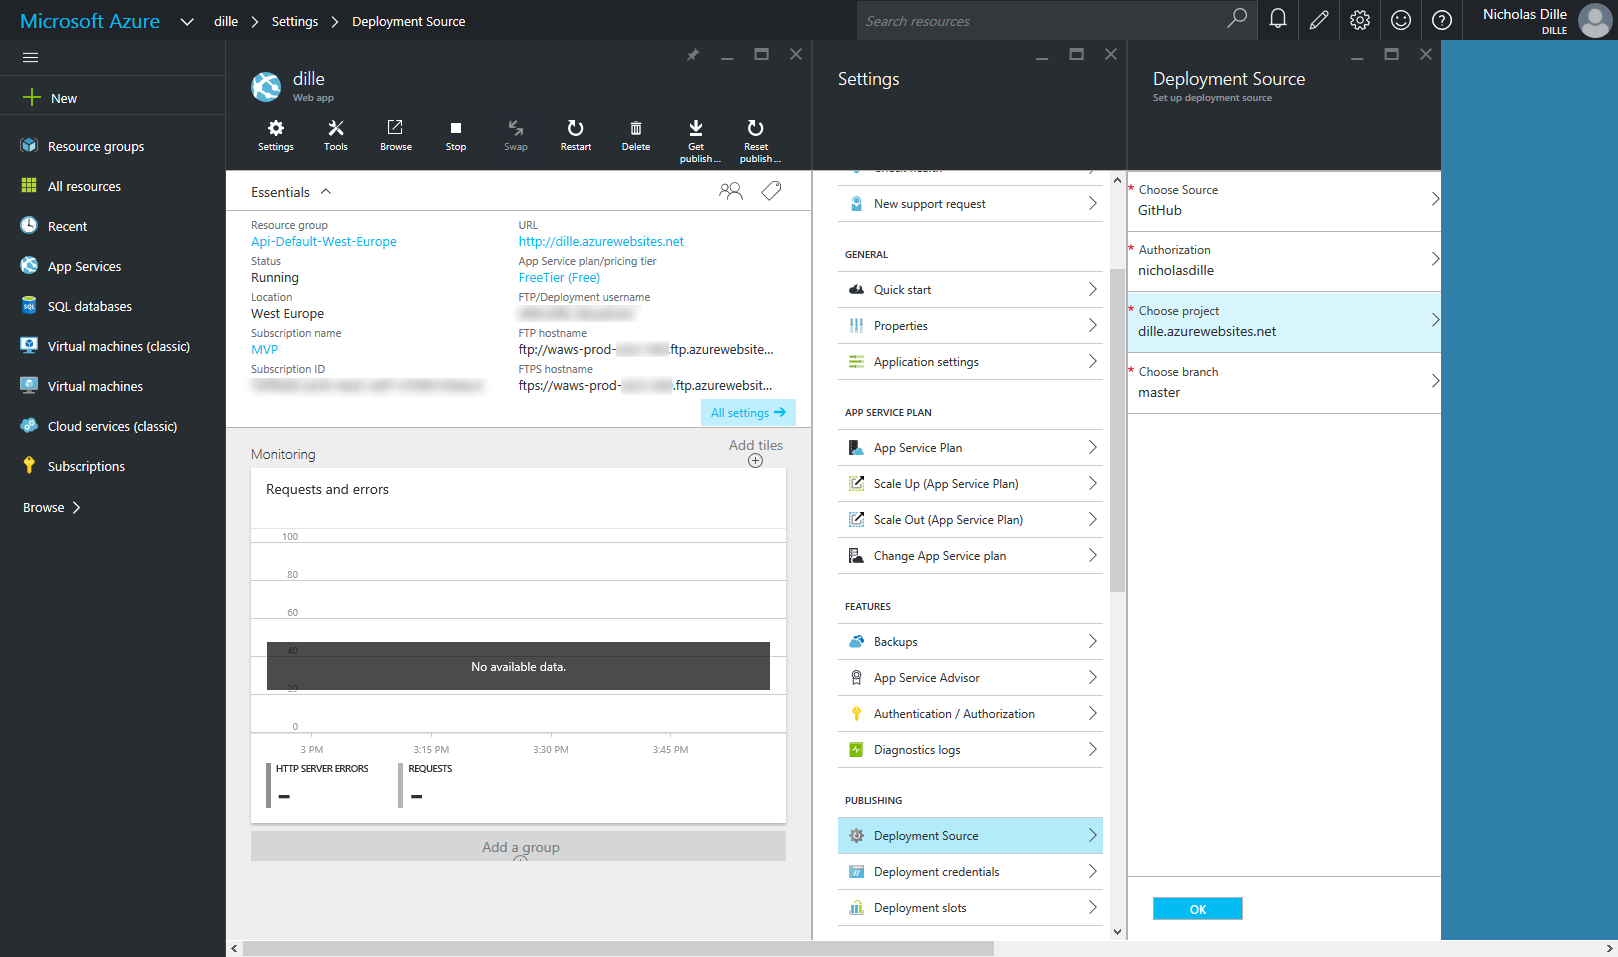 Microsoft Azure
dille
Settings
Deployment Source
Search resources
Nicholas Dille
DILLE
New
Resource groups
All resources
Recent
App Services
SQL databases
Virtual machines (classic)
Virtual machines
Cloud services (classic)
Subscriptions
Browse
dille
Web app
Settings
Tools
Browse
Stop
Swap
Restart
Delete
Get
publish ...
Reset
publish ...
Essentials
Resource group
Api-Default-West-Europe
Status
Running
Location
West Europe
Subscription name
MVP
Subscription ID
URL
http://dille.azurewebsites.net
App Service plan/pricing tier
FreeTier (Free)
FTP/Deployment username
FTP hostname
ftp://waws-prod- .ftp.azurewebsite...
FTPS hostname
ftps://waws-prod- .ftp.azurewebsit...
All settings
Monitoring
Add tiles
Requests and errors
100
80
60
40
20
0
No available data.
3 PM
3:15 PM
3:30 PM
3:45 PM
HTTP SERVER ERRORS
--
REQUESTS
--
Add a group
Settings
Check health
New support request
GENERAL
Quick start
Properties
Application settings
APP SERVICE PLAN
App Service Plan
Scale Up (App Service Plan)
Scale Out (App Service Plan)
Change App Service plan
FEATURES
Backups
App Service Advisor
Authentication / Authorization
Diagnostics logs
PUBLISHING
Deployment Source
Deployment credentials
Deployment slots
Deployment Source
Set up deployment source
* Choose Source
GitHub
* Authorization
nicholasdille
* Choose project
dille.azurewebsites.net
* Choose branch
master
OK